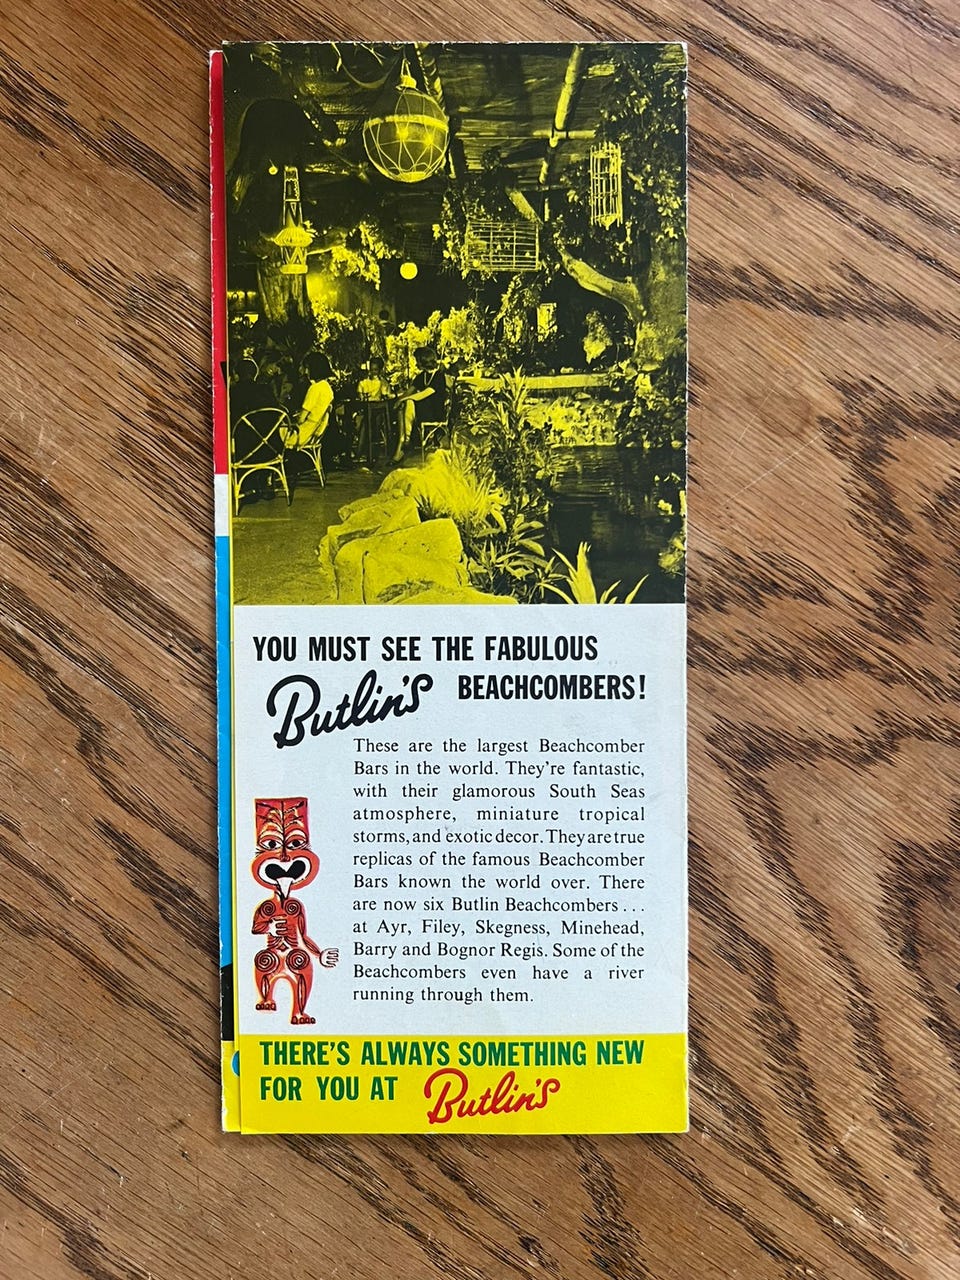 YOU MUST SEE THE FABULOUS
Butlin's BEACHCOMBERS!
These are the largest Beachcomber
Bars in the world. They're fantastic,
with their glamorous South Seas
atmosphere, miniature tropical
storms, and exotic decor. They are true
replicas of the famous Beachcomber
Bars known the world over. There
are now six Butlin Beachcombers . . .
at Ayr, Filey, Skegness, Minehead,
Barry and Bognor Regis. Some of the
Beachcombers even have a river
running through them.
THERE'S ALWAYS SOMETHING NEW
FOR YOU AT Butlin's